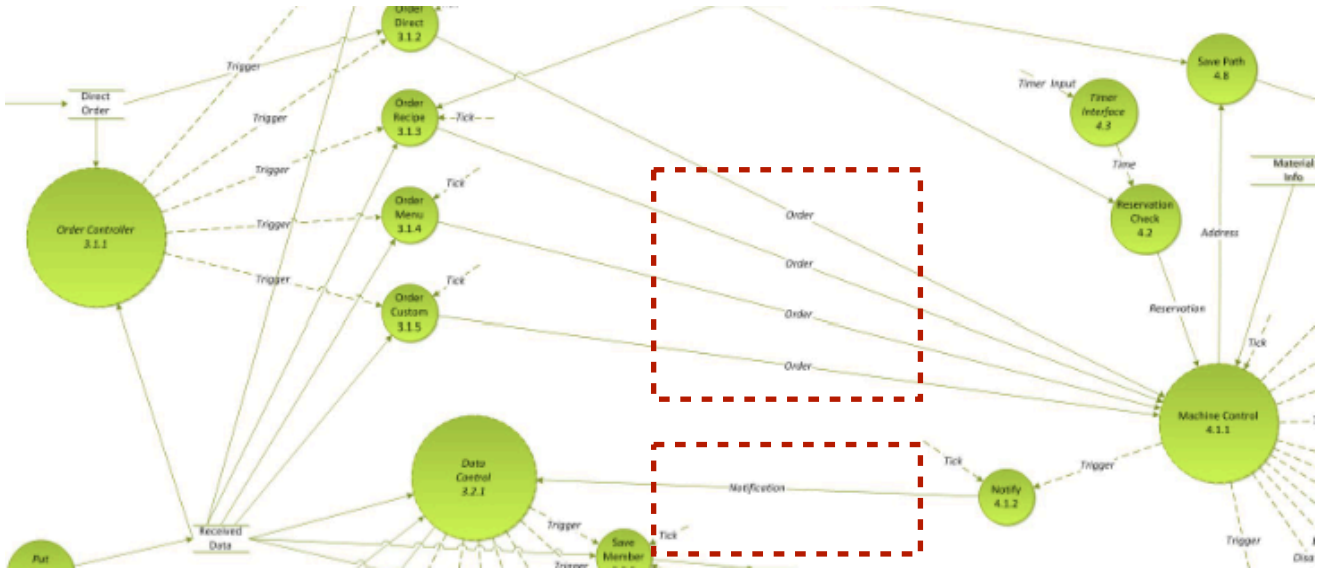 Order
Direct
3.1.2
Trigger
Direct
Order
Trigger
Order
Recipe
3.1.3
Tick
Trigger
Order Controller
3.1.1
Trigger
Order
Menu
3.1.4
Tick
Trigger
Order
Custom
3.1.5
Tick
Order
Order
Order
Order
Timer Input
Timer
Interface
4.3
Time
Reservation
Check
4.2
Reservation
Save Path
4.8
Address
Material
Info
Tick
Machine Control
4.1.1
Trigger
Tick
Notify
4.1.2
Notification
Data
Control
3.2.1
Trigger
Trigger
Save
Member
Tick
Received
Data
Put
Trigger